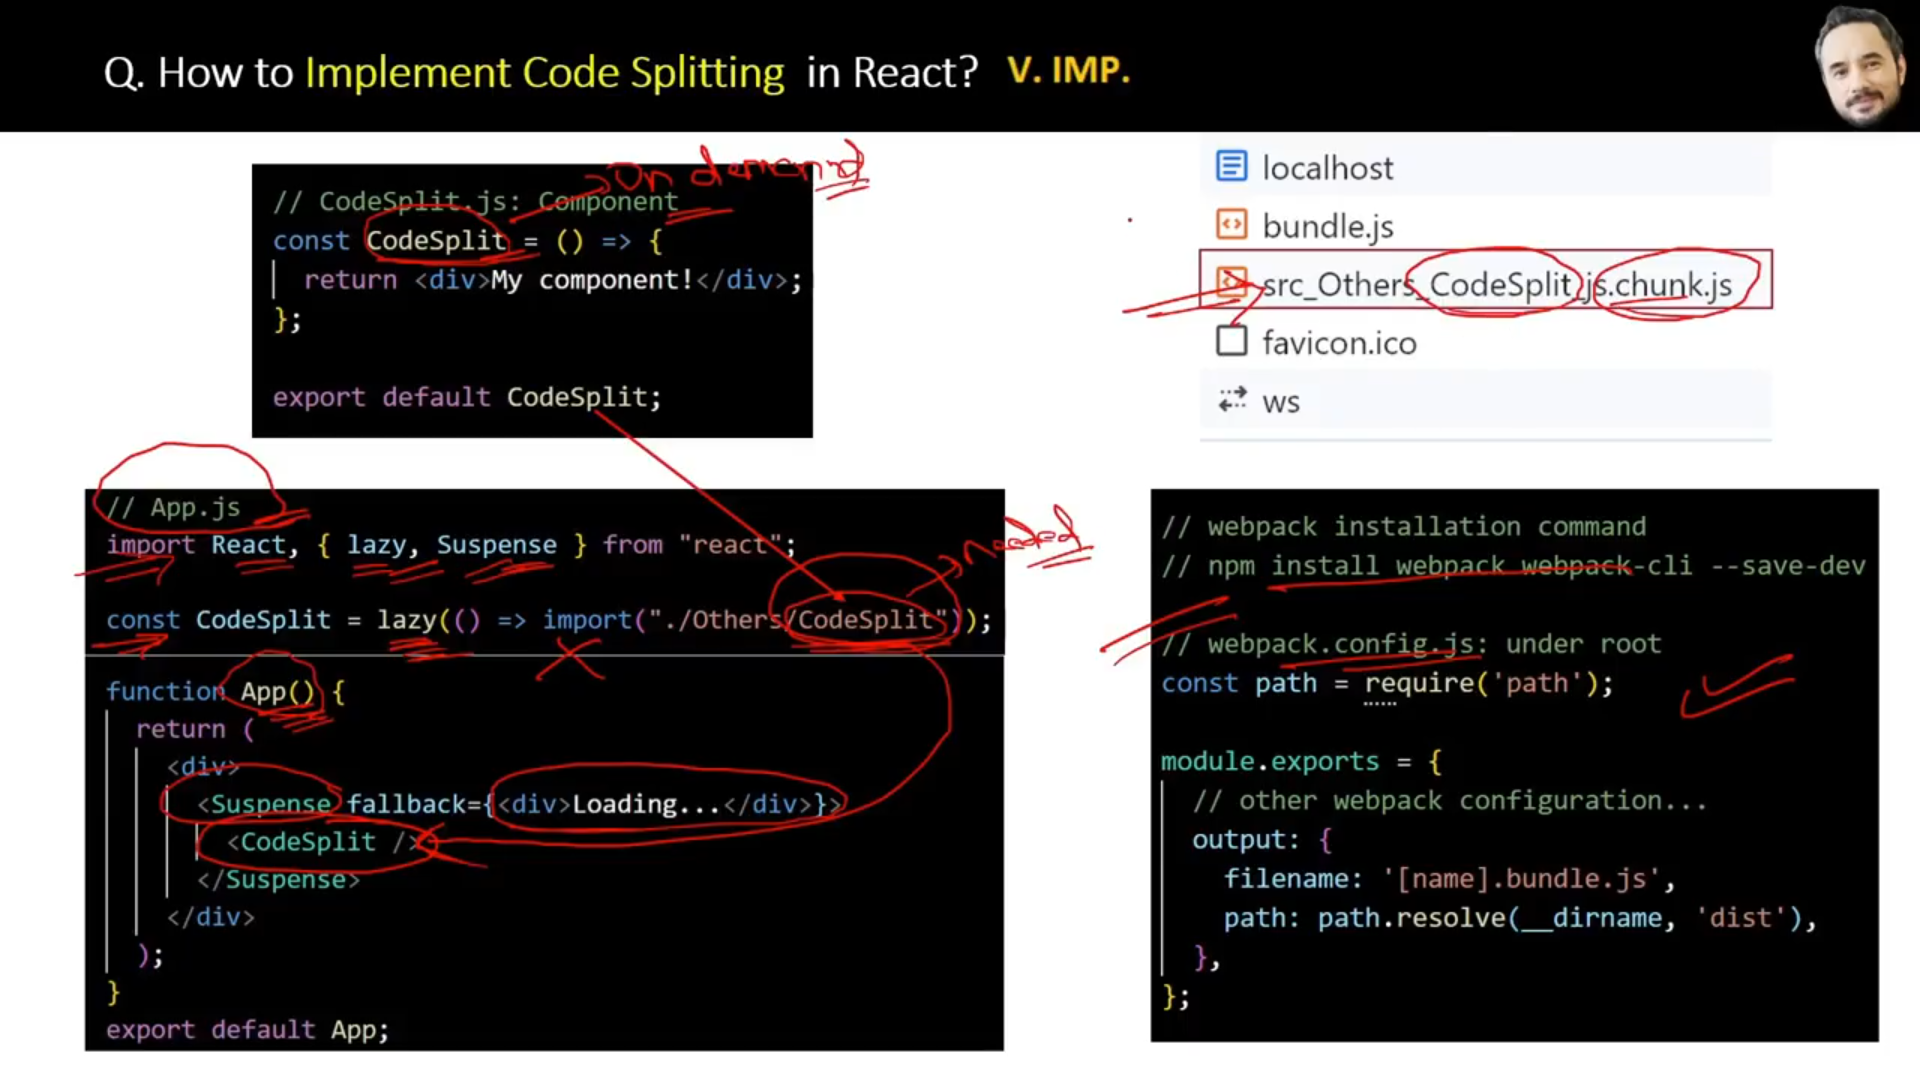 Q. How to Implement Code Splitting in React? V. IMP.
On demand
// CodeSplit.js: Component
const CodeSplit = () => {
return <div>My component!</div>;
};
export default CodeSplit;
localhost
bundle.js
src_Others_CodeSplit_js.chunk.js
favicon.ico
ws
// App.js
import React, { lazy, Suspense } from "react";
needed
const CodeSplit = lazy(() => import("./Others/CodeSplit"));
function App() {
return (
<div>
<Suspense fallback={<div>Loading...</div>}>
<CodeSplit />
</Suspense>
</div>
);
}
export default App;
// webpack installation command
// npm install webpack webpack-cli --save-dev
// webpack.config.js: under root
const path = require('path');
module.exports = {
// other webpack configuration...
output: {
filename: '[name].bundle.js',
path: path.resolve(__dirname, 'dist'),
},
};